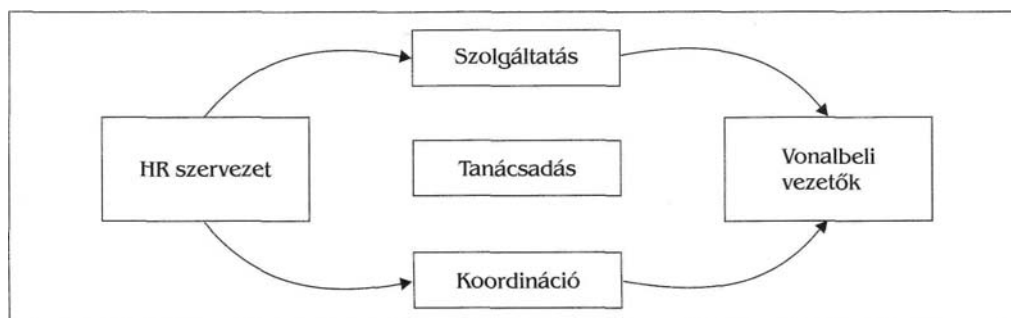 Szolgáltatás
HR szervezet
Tanácsadás
Vonalbeli
vezetők
Koordináció